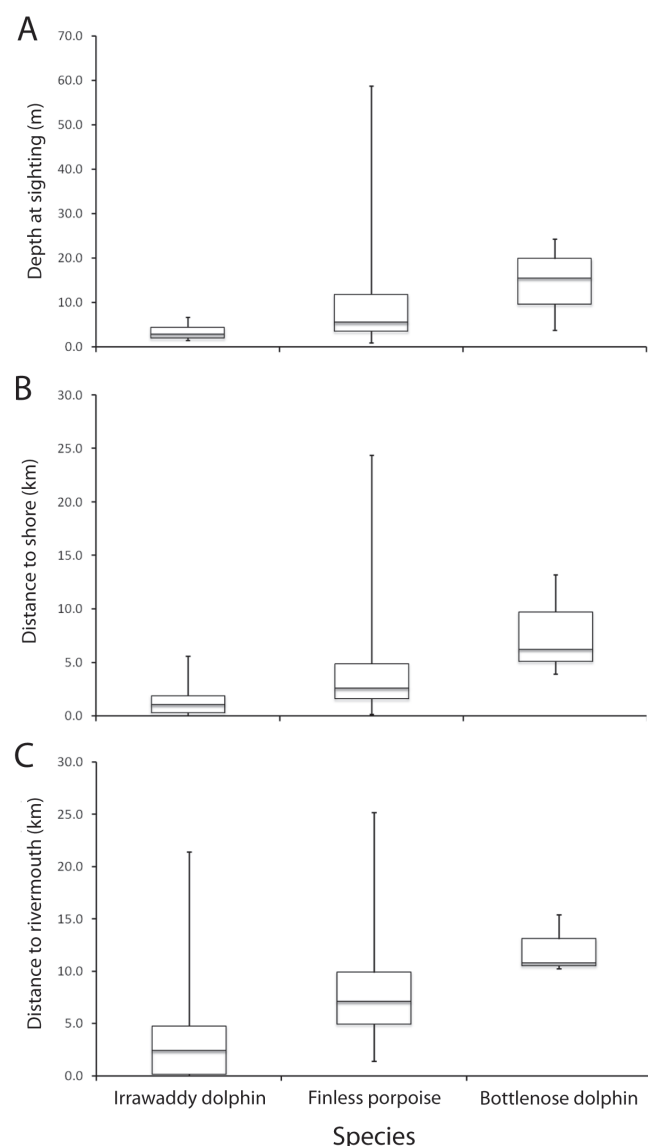 A
Depth at sighting (m)
70.0
60.0
50.0
40.0
30.0
20.0
10.0
0.0
B
Distance to shore (km)
30.0
25.0
20.0
15.0
10.0
5.0
0.0
C
Distance to rivermouth (km)
30.0
25.0
20.0
15.0
10.0
5.0
0.0
Irrawaddy dolphin Finless porpoise Bottlenose dolphin
Species